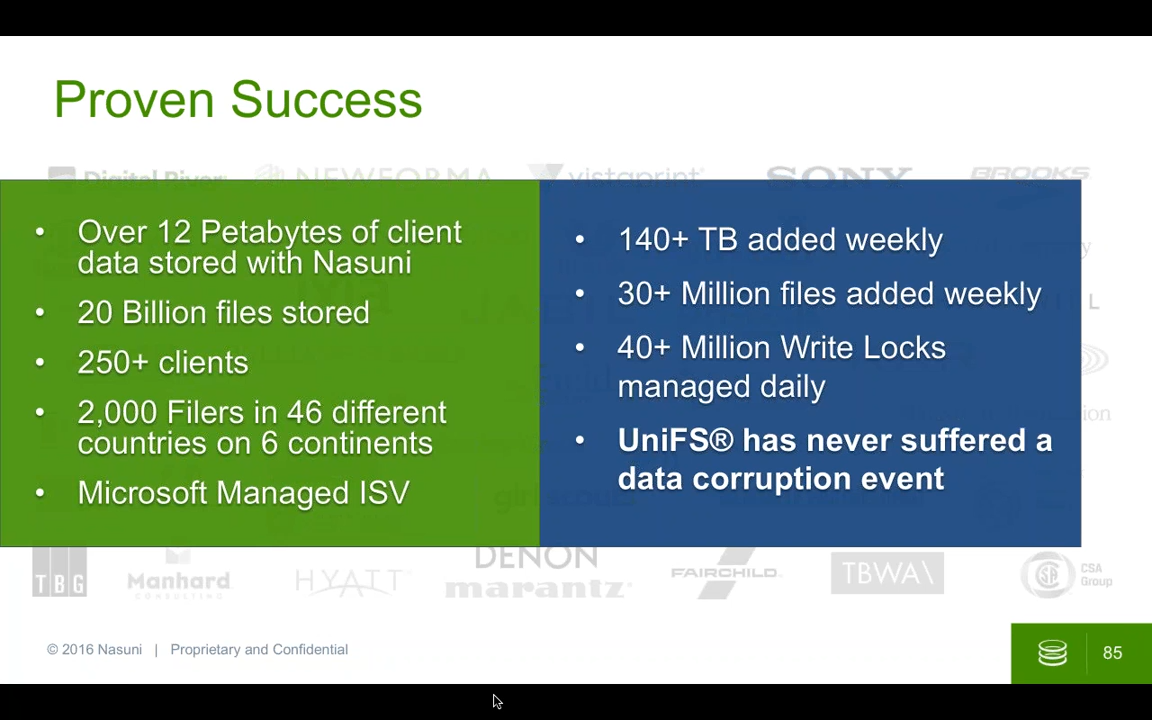 Proven Success
Digital River NEWFORMA vistaprint SONY BROOKS
• Over 12 Petabytes of client
data stored with Nasuni
• 20 Billion files stored
• 250+ clients
• 2,000 Filers in 46 different
countries on 6 continents
• Microsoft Managed ISV
• 140+ TB added weekly
• 30+ Million files added weekly
• 40+ Million Write Locks
managed daily
• UniFS® has never suffered a
data corruption event
TBG
Manhard
CONSULTING
HYATT
DENON
marantz
FAIRCHILD
TBWA\
CSA
Group
© 2016 Nasuni | Proprietary and Confidential
85